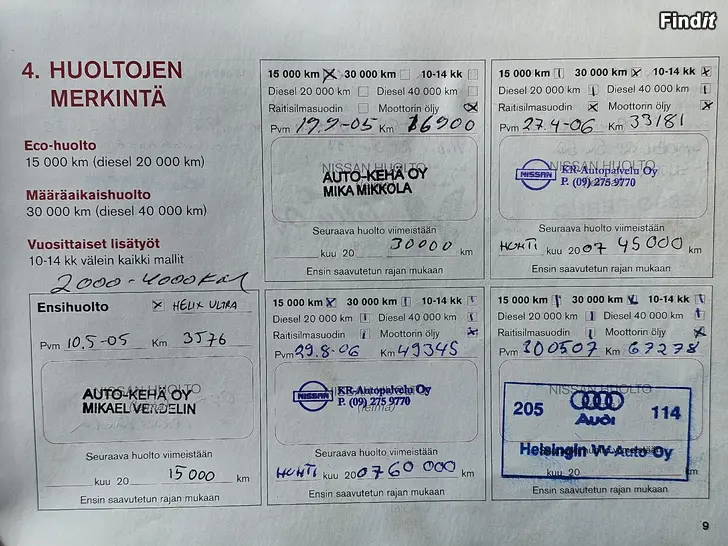 Findit
4. HUOLTOJEN
MERKINTÄ
Eco-huolto
15 000 km (diesel 20 000 km)
Määräaikaishuolto
30 000 km (diesel 40 000 km)
Vuosittaiset lisätyöt
10-14 kk välein kaikki mallit
2000-4000Km
Ensihuolto HELIX ULTRA
Pvm 10.5-05 Km 3576
NISSAN HUOLTO
AUTO-KEHÄ OY
MIKAEL
Seuraava huolto viimeistään
kuu 20 15000 km
Ensin saavutetun rajan mukaan
15 000 km 30 000 km 10-14 kk
Diesel 20 000 km Diesel 40 000 km
Raitisilmasuodin Moottorin öljy
Pvm 19.9-05 Km 16900
NISSAN HUOLTO
AUTO-KEHÄ OY
MIKA MIKKOLA
Seuraava huolto viimeistään
kuu 20 30000 km
Ensin saavutetun rajan mukaan
15 000 km 30 000 km 10-14 kk
Diesel 20 000 km Diesel 40 000 km
Raitisilmasuodin Moottorin öljy
Pvm 27.4-06 Km 33181
NISSAN HUOLTO
NISSAN KR-Autopalvelu Oy
P. (09) 275 9770
Seuraava huolto viimeistään
HUHTI kuu 2007 45000 km
Ensin saavutetun rajan mukaan
15 000 km 30 000 km 10-14 kk
Diesel 20 000 km Diesel 40 000 km
Raitisilmasuodin Moottorin öljy
Pvm 29.8-06 Km 49345
NISSAN KR-Autopalvelu Oy
P. (09) 275 9770
Seuraava huolto viimeistään
HUHTI kuu 2007 60 000 km
Ensin saavutetun rajan mukaan
15 000 km 30 000 km 10-14 kk
Diesel 20 000 km Diesel 40 000 km
Raitisilmasuodin Moottorin öljy
Pvm 300507 Km 67278
NISSAN HUOLTO
205 Audi 114
Helsingin VV-Auto Oy
kuu 20 km
Ensin saavutetun rajan mukaan
9